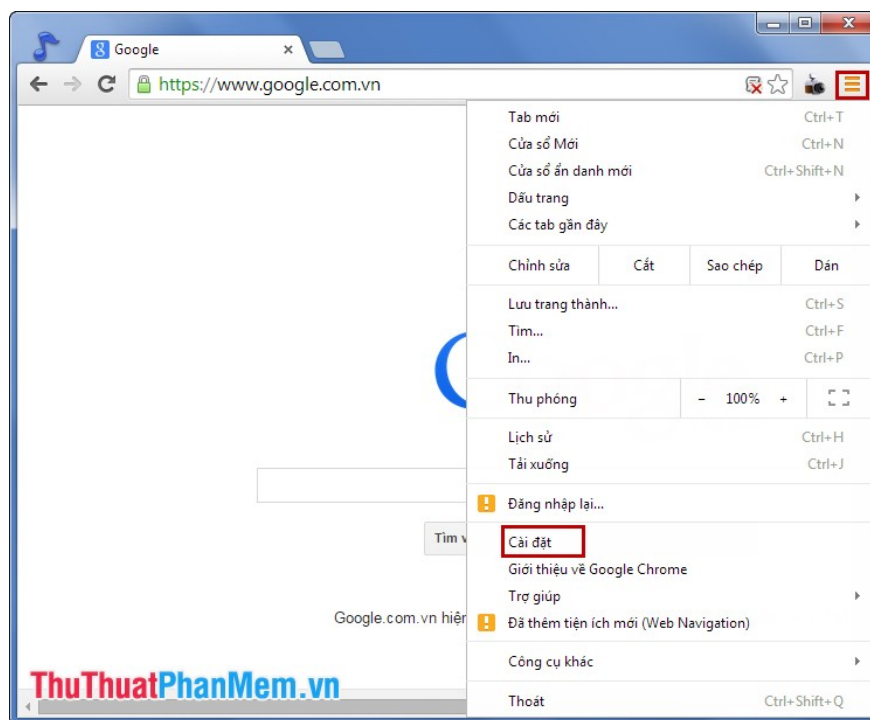 Google
https://www.google.com.vn
Tab mới Ctrl+T
Cửa sổ Mới Ctrl+N
Cửa sổ ẩn danh mới Ctrl+Shift+N
Dấu trang
Các tab gần đây
Chỉnh sửa Cắt Sao chép Dán
Lưu trang thành... Ctrl+S
Tìm... Ctrl+F
In... Ctrl+P
Thu phóng - 100% +
Lịch sử Ctrl+H
Tải xuống Ctrl+J
Đăng nhập lại...
Tìm
Cài đặt
Giới thiệu về Google Chrome
Trợ giúp
Google.com.vn hiện
Đã thêm tiện ích mới (Web Navigation)
Công cụ khác
ThuThuatPhanMem.vn
Thoát Ctrl+Shift+Q